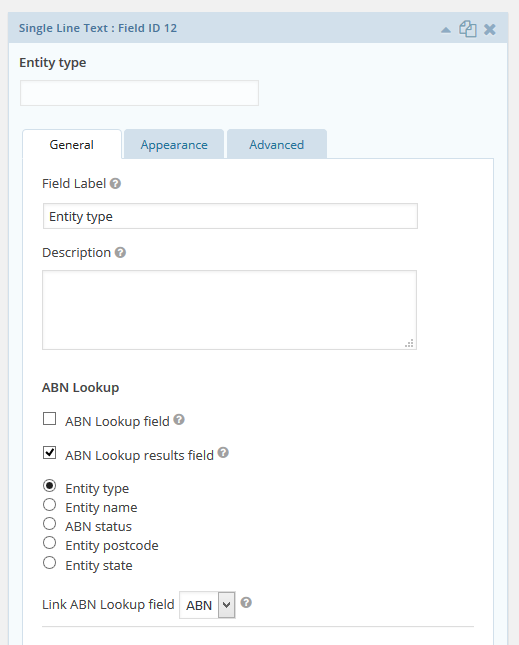 Single Line Text : Field ID 12
Entity type
General
Appearance
Advanced
Field Label ?
Entity type
Description ?
ABN Lookup
ABN Lookup field ?
ABN Lookup results field ?
Entity type
Entity name
ABN status
Entity postcode
Entity state
Link ABN Lookup field ABN ?